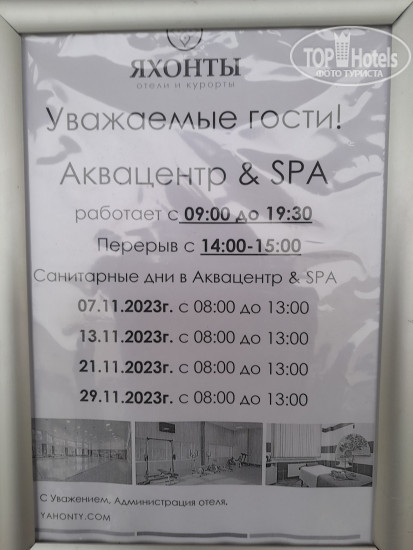 TOP Hotels
ФОТО ТУРИСТА
ЯХОНТЫ
отели и курорты
Уважаемые гости!
Аквацентр & SPA
работает с 09:00 до 19:30
Перерыв с 14:00-15:00
Санитарные дни в Аквацентр & SPA
07.11.2023г. с 08:00 до 13:00
13.11.2023г. с 08:00 до 13:00
21.11.2023г. с 08:00 до 13:00
29.11.2023г. с 08:00 до 13:00
С Уважением, Администрация отеля.
YAHONTY.COM